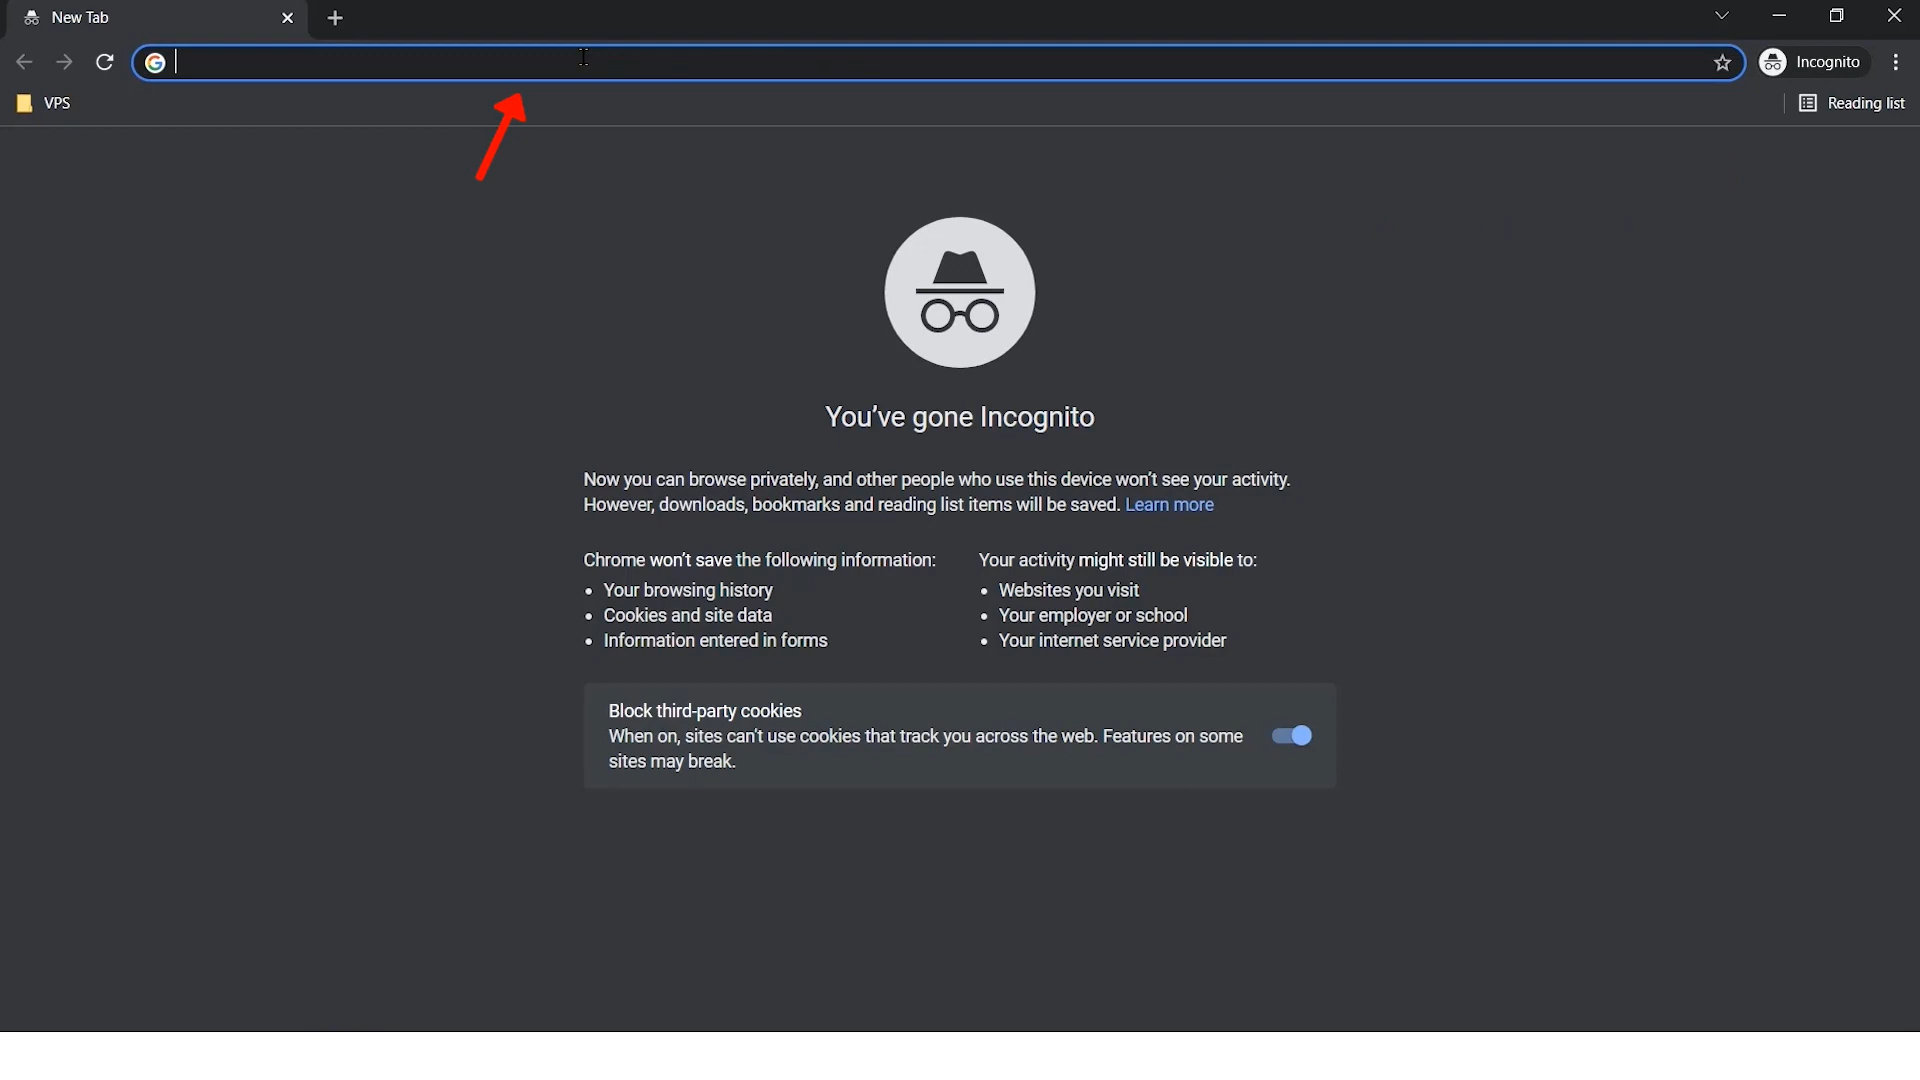 New Tab
Incognito
VPS
Reading list
You've gone Incognito
Now you can browse privately, and other people who use this device won't see your activity.
However, downloads, bookmarks and reading list items will be saved. Learn more
Chrome won't save the following information:
Your browsing history
Cookies and site data
Information entered in forms
Your activity might still be visible to:
Websites you visit
Your employer or school
Your internet service provider
Block third-party cookies
When on, sites can't use cookies that track you across the web. Features on some
sites may break.